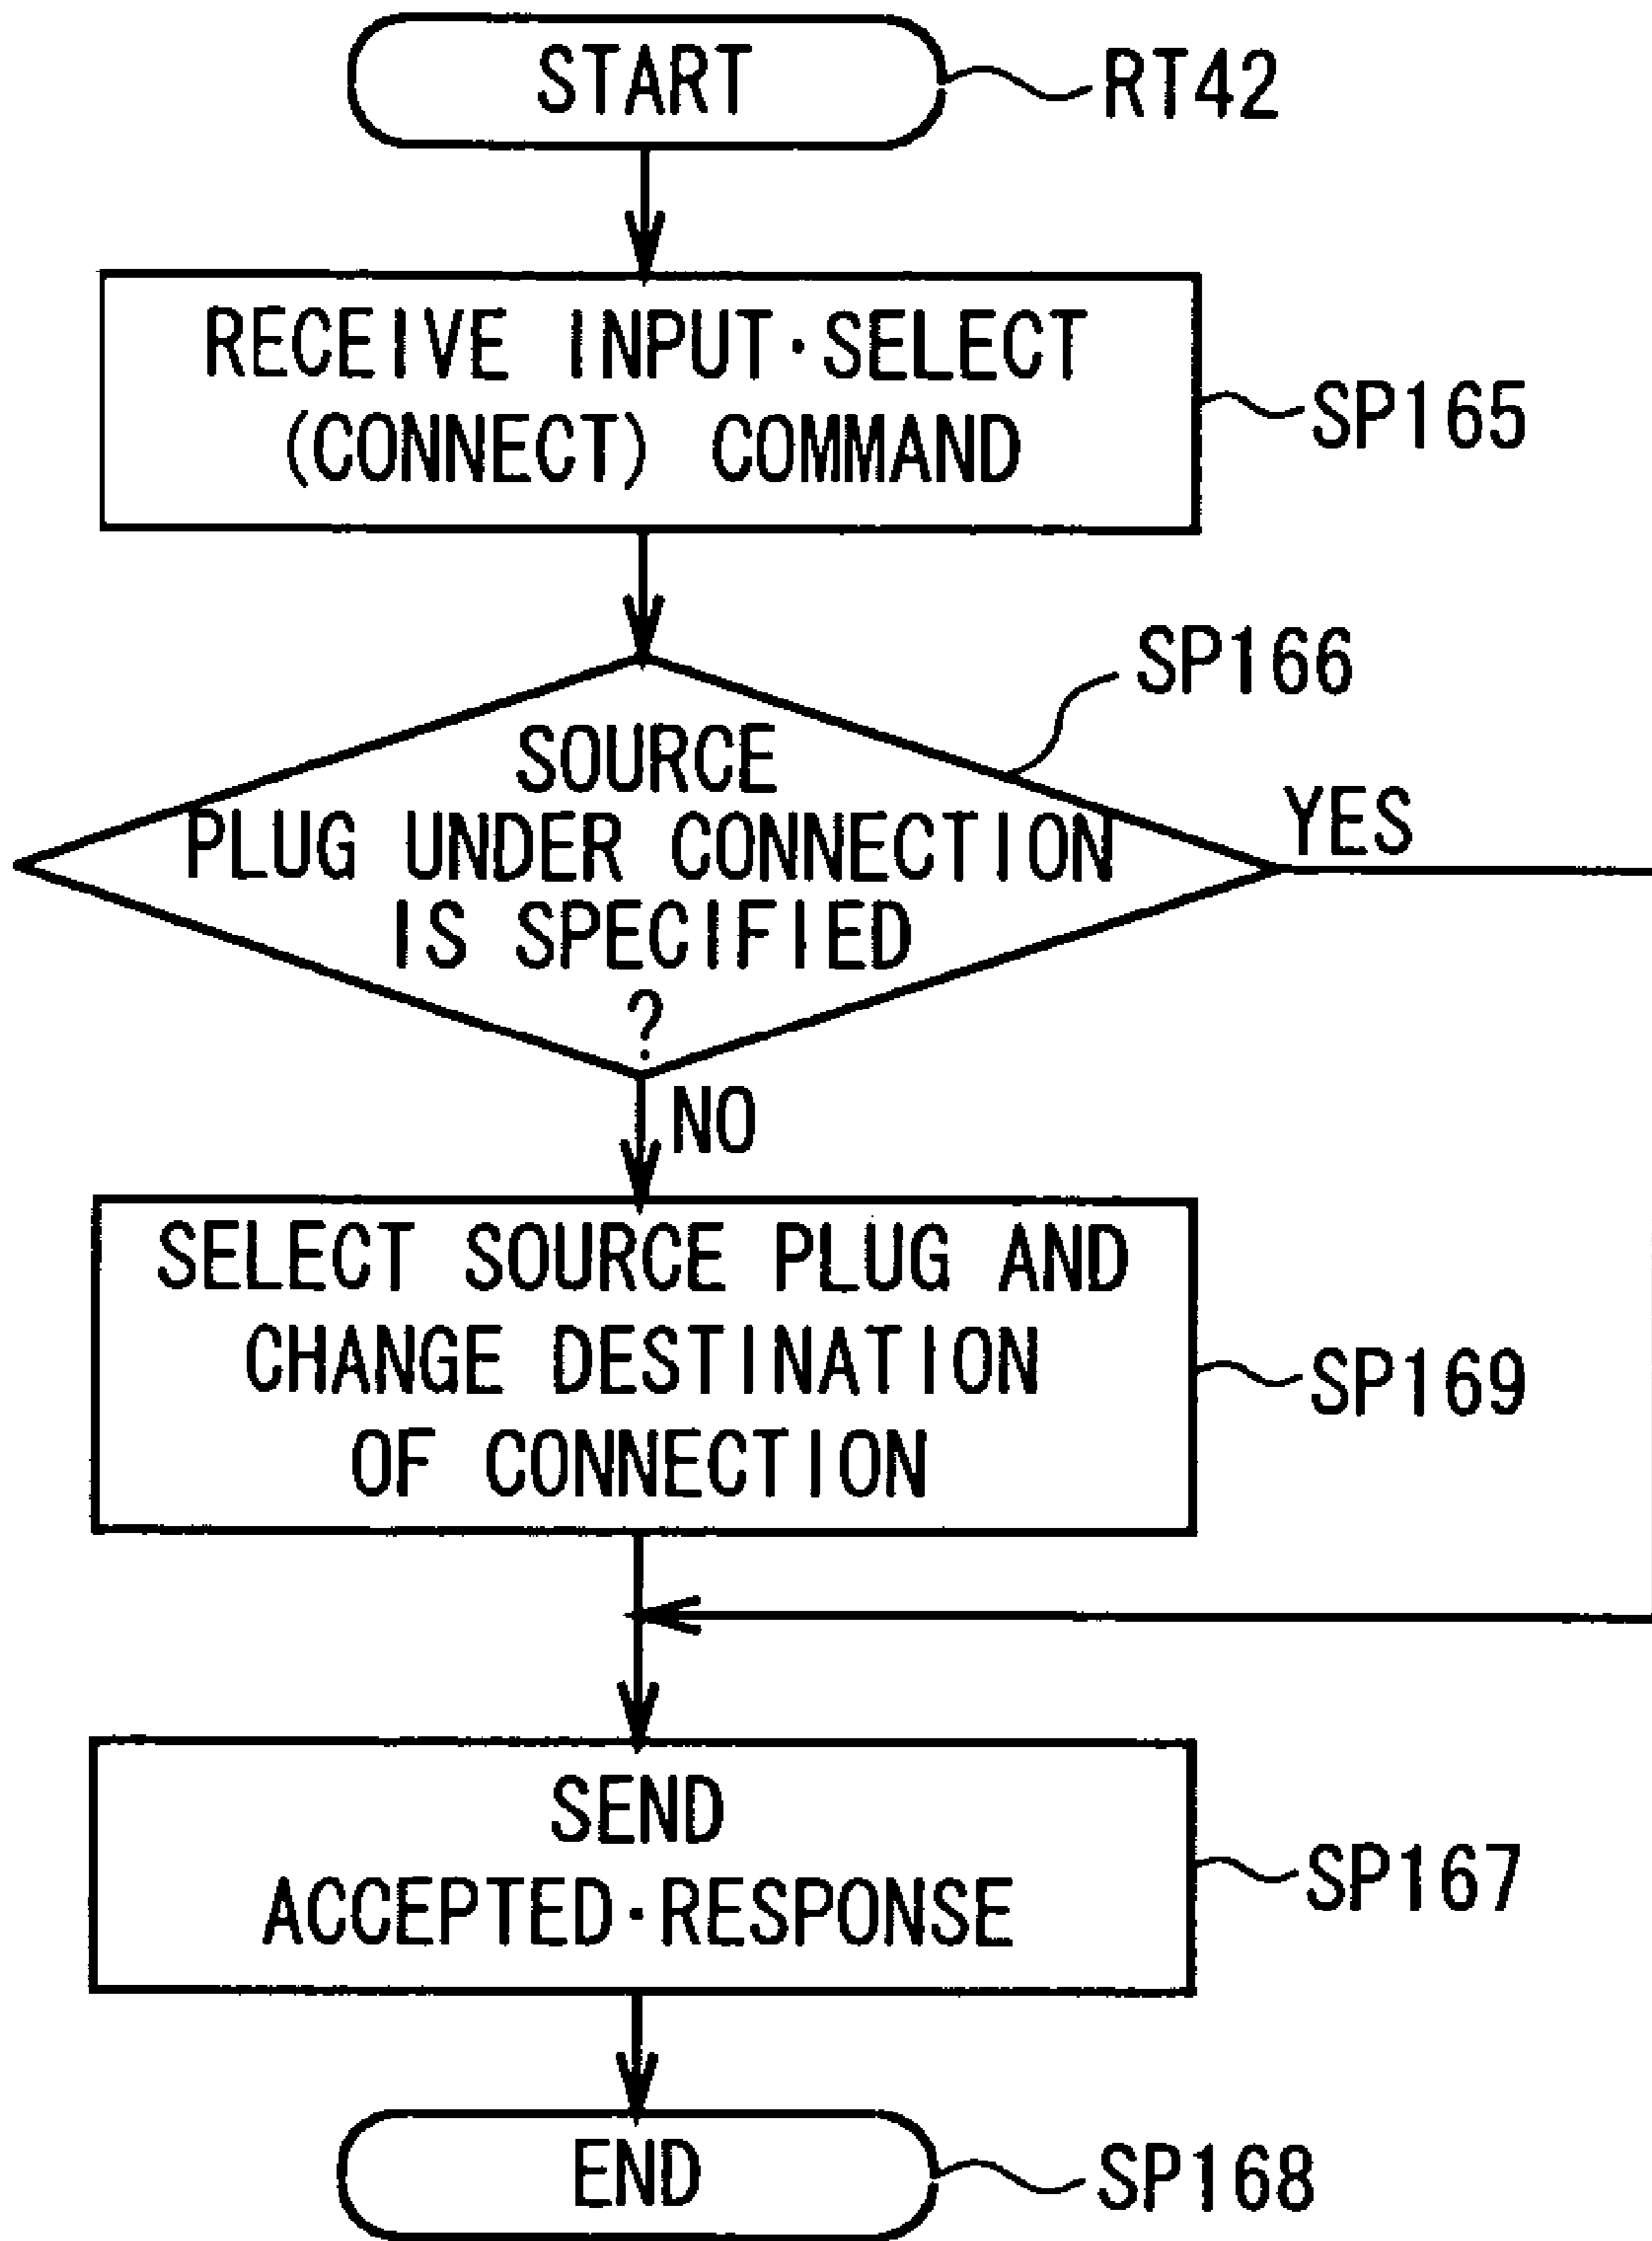 START
RT42
RECEIVE INPUT·SELECT
(CONNECT) COMMAND
SP165
SP166
SOURCE
PLUG UNDER CONNECTION
IS SPECIFIED
?
YES
NO
SELECT SOURCE PLUG AND
CHANGE DESTINATION
OF CONNECTION
SP169
SEND
ACCEPTED·RESPONSE
SP167
END
SP168